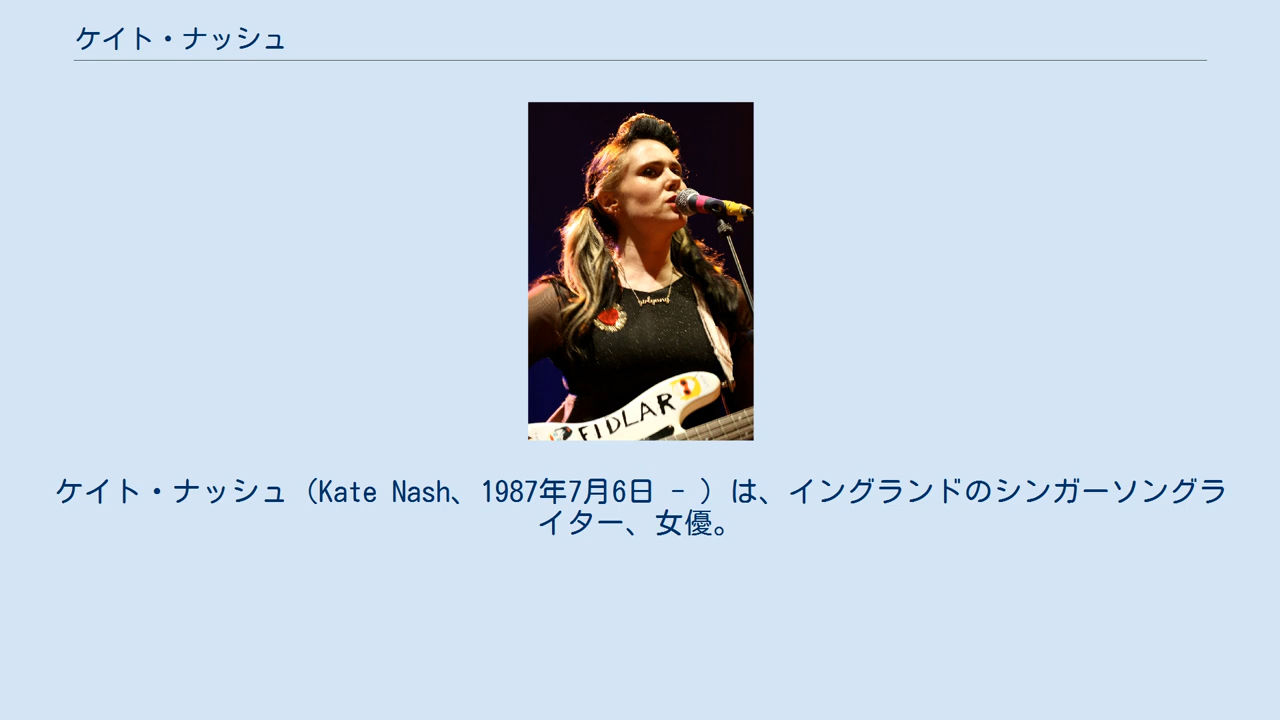 ケイト・ナッシュ
girlgang
FIDLAR
ケイト・ナッシュ（Kate Nash、1987年7月6日 - ）は、イングランドのシンガーソングラ
イター、女優。